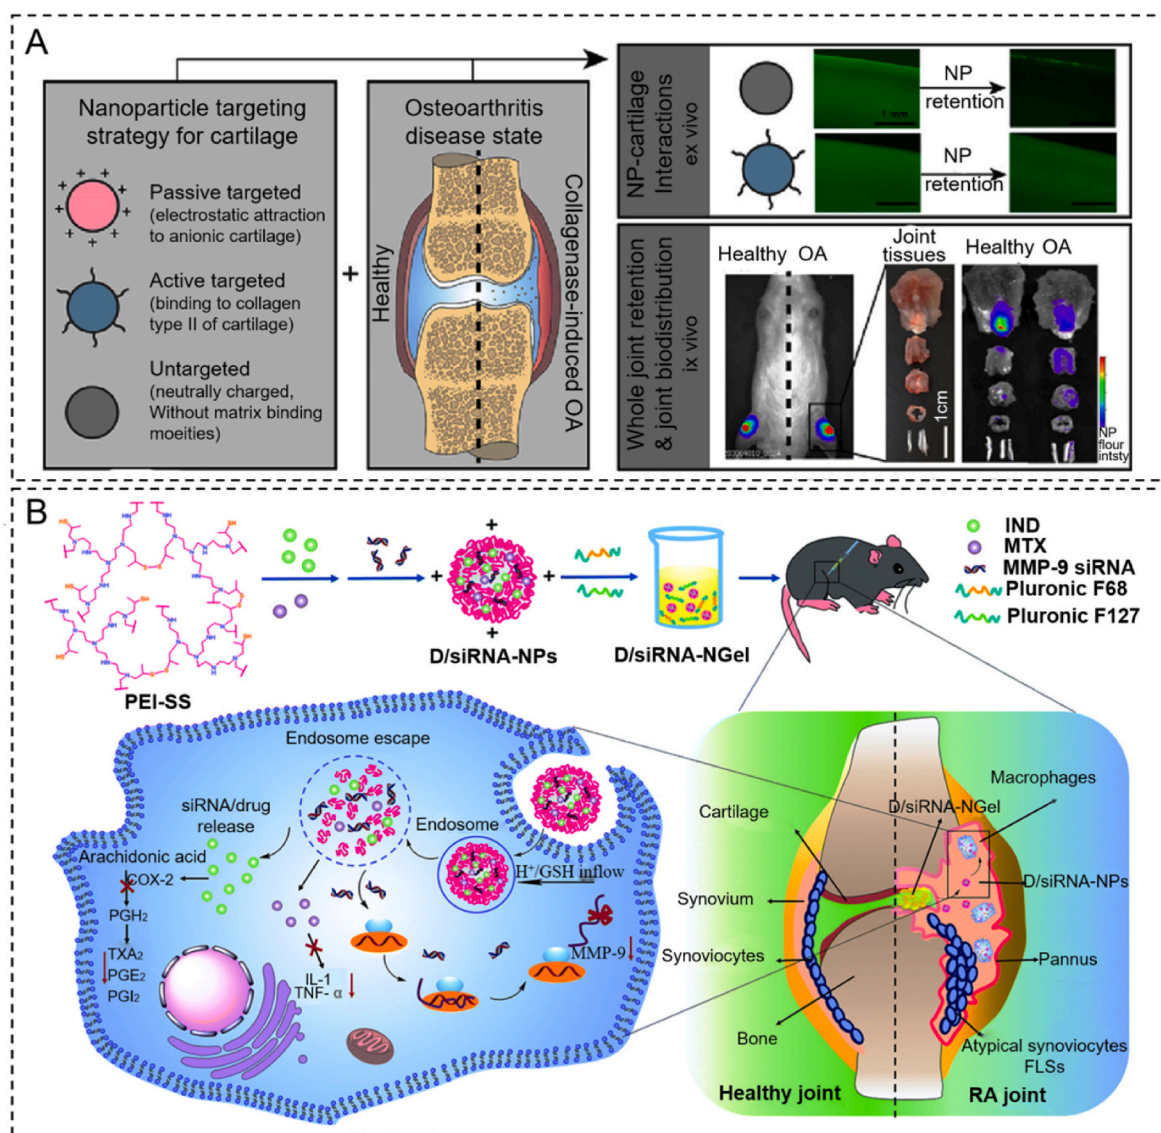 A
Nanoparticle targeting
strategy for cartilage
Passive targeted
(electrostatic attraction
to anionic cartilage)
Active targeted
(binding to collagen
type II of cartilage)
Untargeted
(neutrally charged,
Without matrix binding
moeities)
+
Osteoarthritis
disease state
Healthy
Collagenase-induced OA
NP-cartilage
Interactions
ex vivo
1 mm
NP
retention
NP
retention
Whole joint retention
& joint biodistribution
ix vivo
Healthy OA
Joint
tissues
1cm
Healthy OA
NP
flour
intsty
B
PEI-SS
D/siRNA-NPs
D/siRNA-NGel
IND
MTX
MMP-9 siRNA
Pluronic F68
Pluronic F127
Endosome escape
siRNA/drug
release
Endosome
H+/GSH inflow
Arachidonic acid
COX-2
PGH2
TXA2
PGE2
PGI2
IL-1
TNF- α
MMP-9
Macrophages
D/siRNA-NGel
Cartilage
D/siRNA-NPs
Synovium
Synoviocytes
Pannus
Bone
Atypical synoviocytes
FLSs
Healthy joint
RA joint